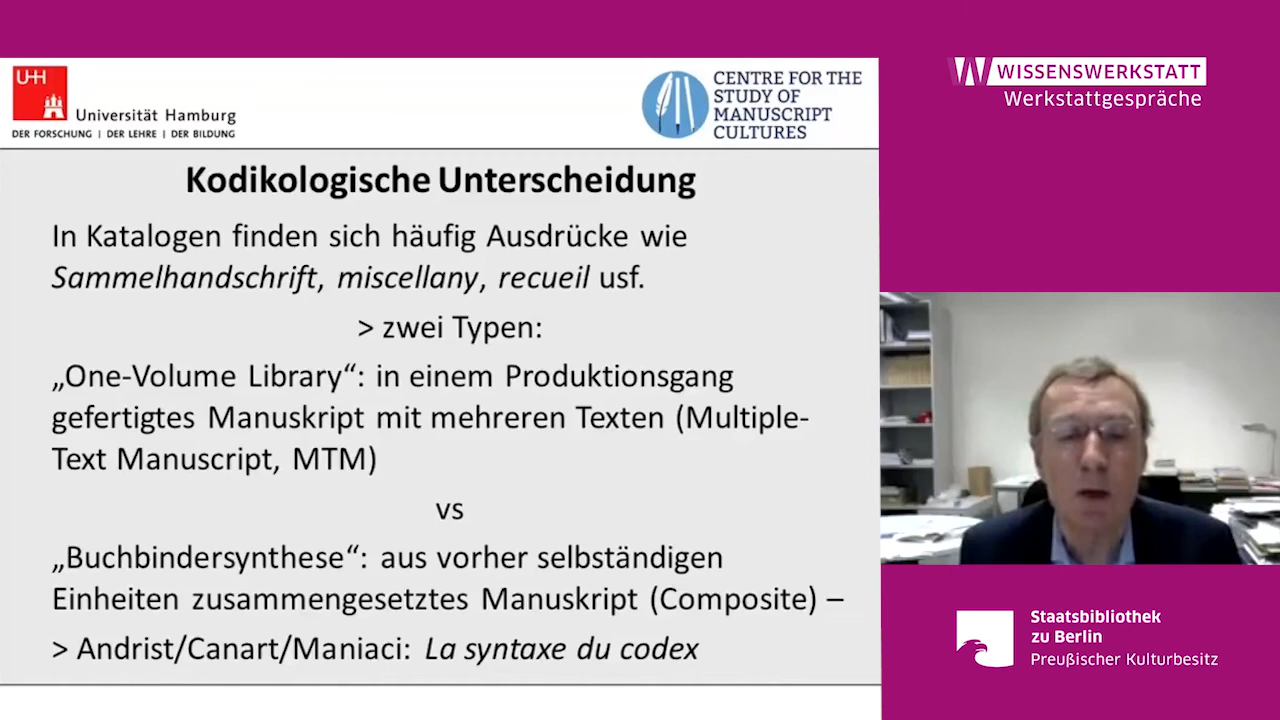 UHH
Universität Hamburg
DER FORSCHUNG | DER LEHRE | DER BILDUNG
CENTRE FOR THE
STUDY OF
MANUSCRIPT
CULTURES
Kodikologische Unterscheidung
In Katalogen finden sich häufig Ausdrücke wie
Sammelhandschrift, miscellany, recueil usf.
> zwei Typen:
„One-Volume Library“: in einem Produktionsgang
gefertigtes Manuskript mit mehreren Texten (Multiple-
Text Manuscript, MTM)
vs
„Buchbindersynthese“: aus vorher selbständigen
Einheiten zusammengesetztes Manuskript (Composite) –
> Andrist/Canart/Maniaci: La syntaxe du codex
W WISSENSWERKSTATT
Werkstattgespräche
Staatsbibliothek
zu Berlin
Preußischer Kulturbesitz